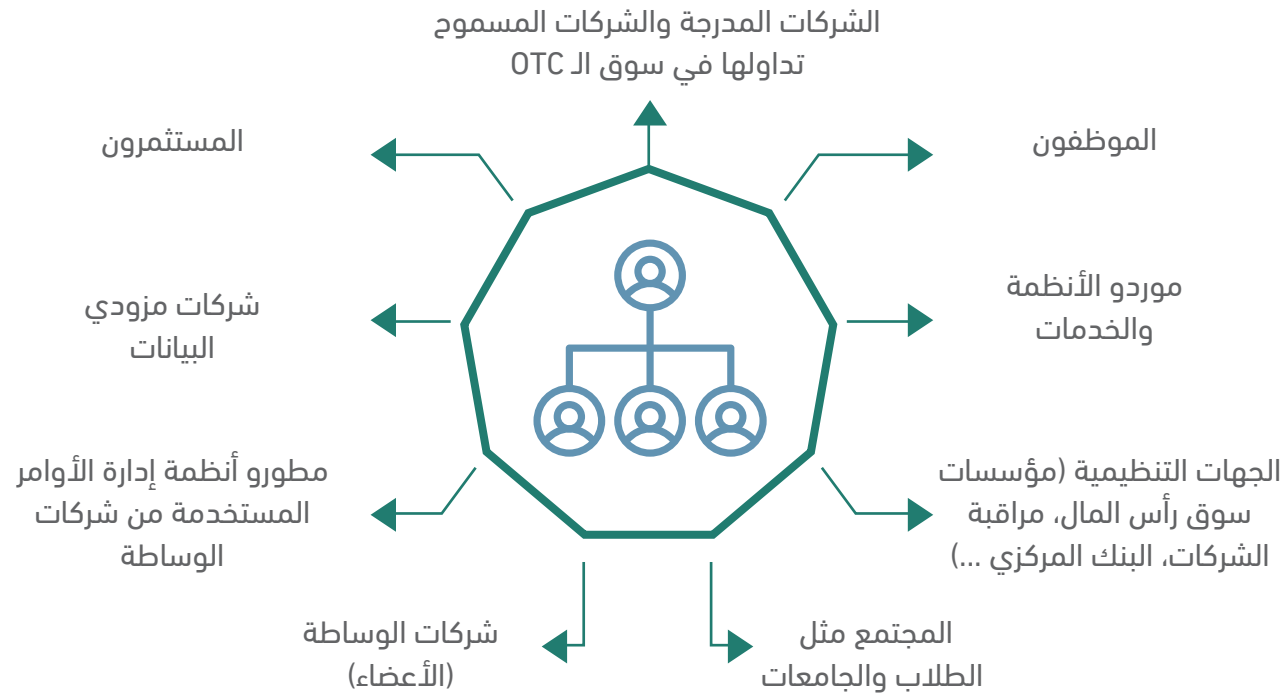 الشركات المدرجة والشركات المسموح
تداولها في سوق الـ OTC
الموظفون
المستثمرون
موردو الأنظمة
والخدمات
شركات مزودي
البيانات
الجهات التنظيمية (مؤسسات
سوق رأس المال، مراقبة
الشركات، البنك المركزي ...)
مطورو أنظمة إدارة الأوامر
المستخدمة من شركات
الوساطة
المجتمع مثل
الطلاب والجامعات
شركات الوساطة
(الأعضاء)